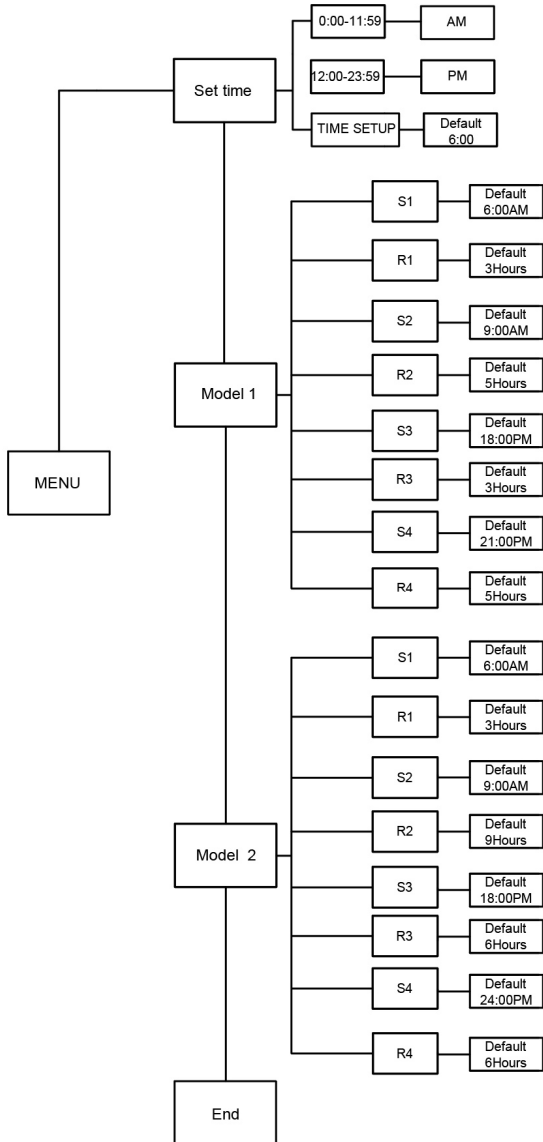 0:00-11:59
AM
Set time
12:00-23:59
PM
TIME SETUP
Default
6:00
S1
Default
6:00AM
R1
Default
3Hours
S2
Default
9:00AM
Model 1
R2
Default
5Hours
S3
Default
18:00PM
MENU
R3
Default
3Hours
S4
Default
21:00PM
R4
Default
5Hours
S1
Default
6:00AM
R1
Default
3Hours
S2
Default
9:00AM
Model 2
R2
Default
9Hours
S3
Default
18:00PM
R3
Default
6Hours
S4
Default
24:00PM
R4
Default
6Hours
End